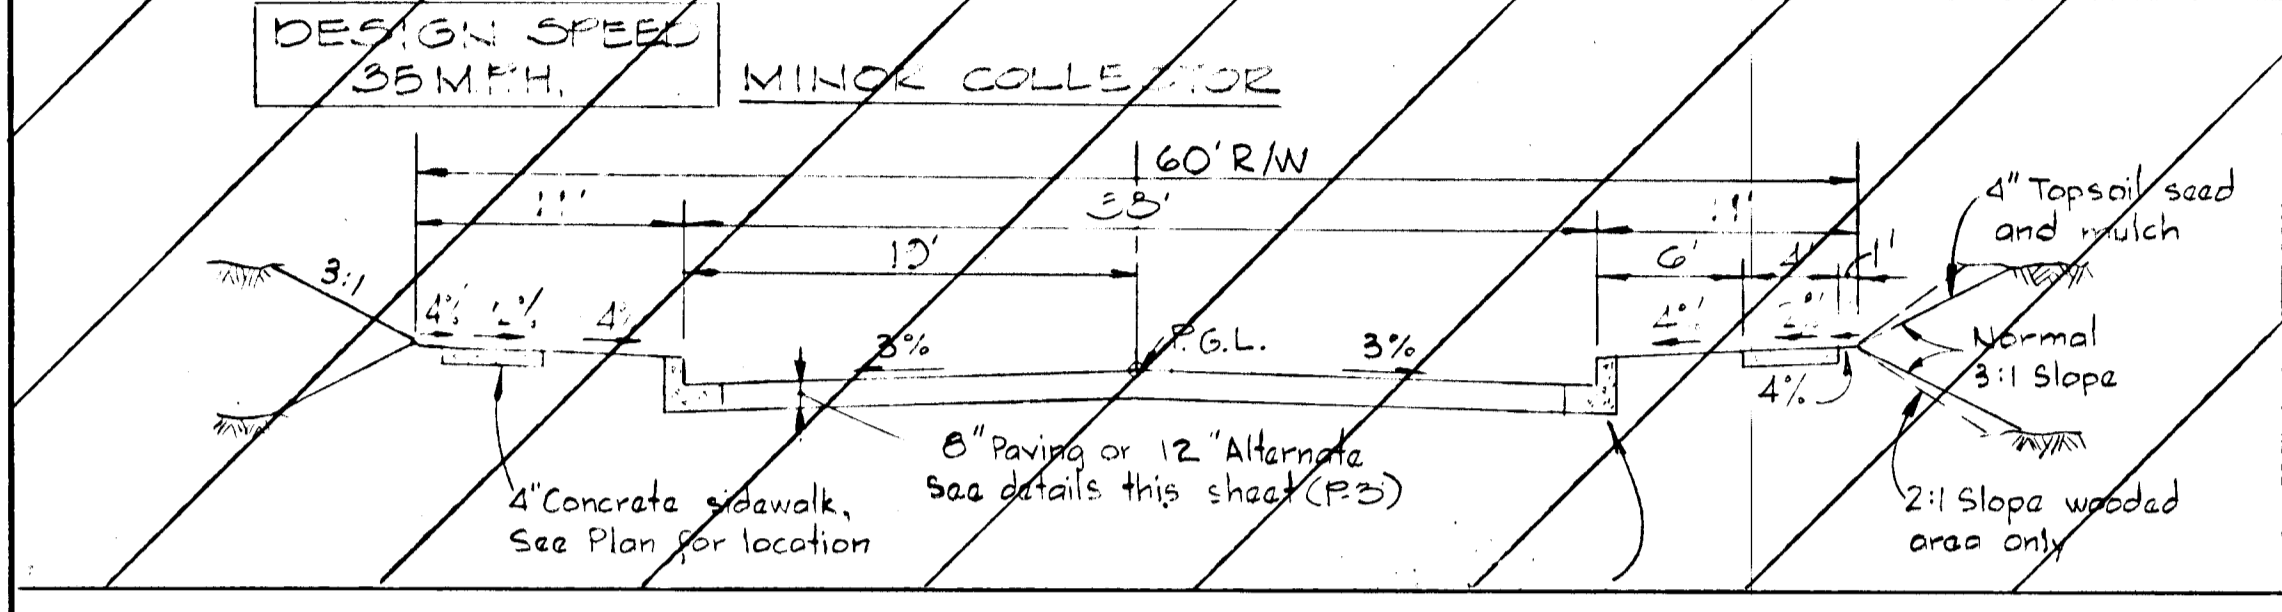 DESIGN SPEED
35 M.P.H.
MINOR COLLECTOR
60' R/W
11'
38'
11'
19'
6'
4'
1'
4" Topsoil seed
and mulch
3:1
4%
2%
4%
3%
P.G.L.
3%
4%
2%
4%
Normal
3:1 Slope
8" Paving or 12" Alternate
See details this sheet (P.3)
4" Concrete sidewalk,
See Plan for location
2:1 Slope wooded
area only